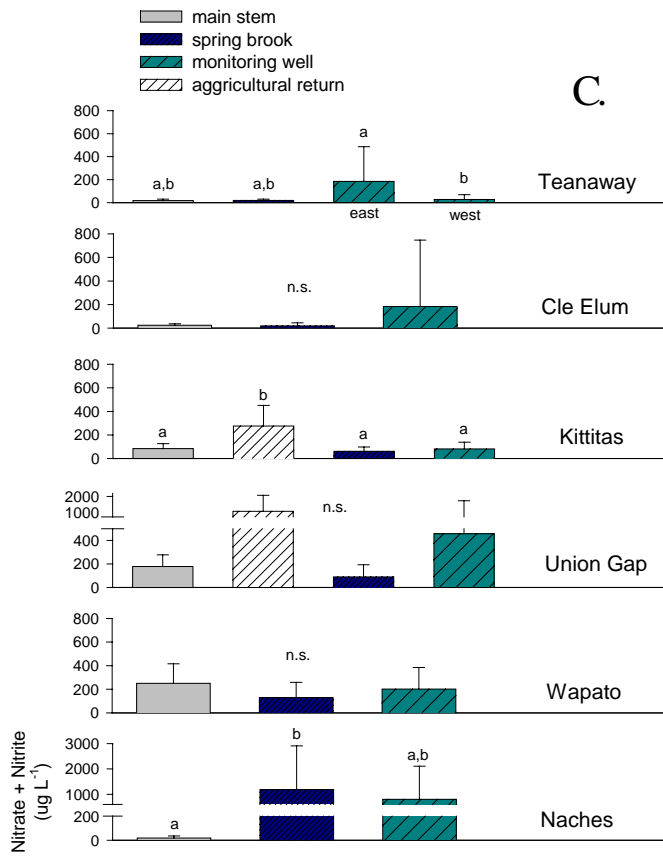 main stem
spring brook
monitoring well
aggricultural return
C.
800
600
400
200
0
a,b
a,b
a
b
east
west
Teanaway
800
600
400
200
0
n.s.
Cle Elum
800
600
400
200
0
a
b
a
a
Kittitas
2000
1000
400
200
0
n.s.
Union Gap
800
600
400
200
0
n.s.
Wapato
3000
2000
1000
200
0
a
b
a,b
Naches
Nitrate + Nitrite
(ug L-1)